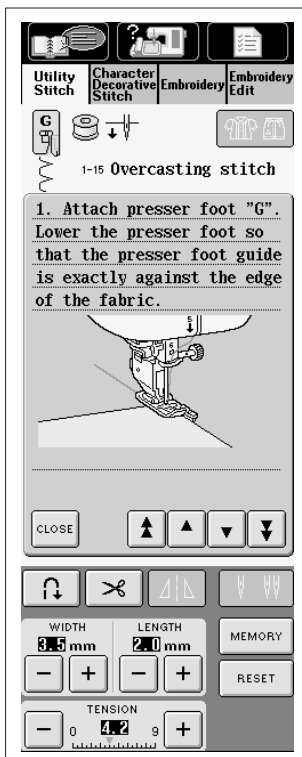 Utility
Stitch
Character
Decorative
Stitch
Embroidery
Embroidery
Edit
G
1-15 Overcasting stitch
1. Attach presser foot "G".
Lower the presser foot so
that the presser foot guide
is exactly against the edge
of the fabric.
5
6
CLOSE
WIDTH
3.5 mm
LENGTH
2.0 mm
MEMORY
RESET
TENSION
0 4.2 9